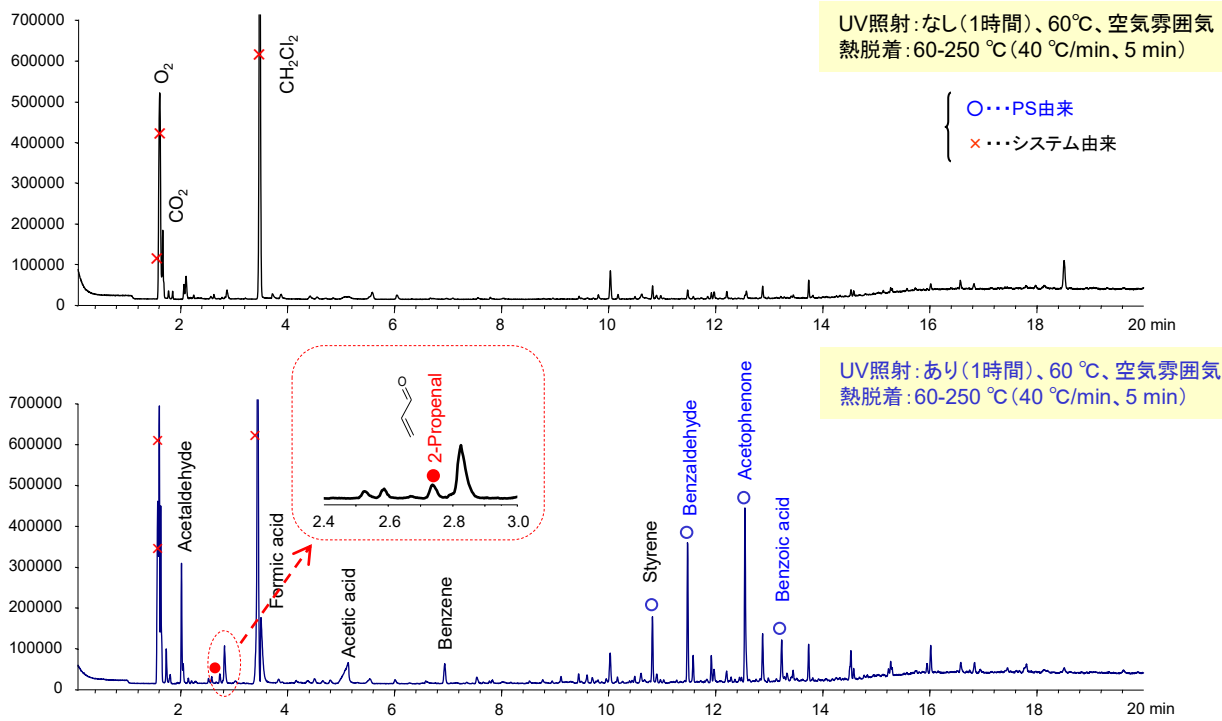 700000
600000
500000
400000
300000
200000
100000
0
O2
CO2
CH2Cl2
UV照射：なし（1時間）、60℃、空気雰囲気
熱脱着：60-250 ℃（40 ℃/min、5 min）
○・・・PS由来
×・・・システム由来
2
4
6
8
10
12
14
16
18
20 min
UV照射：あり（1時間）、60 ℃、空気雰囲気
熱脱着：60-250 ℃（40 ℃/min、5 min）
700000
600000
500000
400000
300000
200000
100000
0
Acetaldehyde
O
2-Propenal
2.4
2.6
2.8
3.0
Formic acid
Acetic acid
Benzene
Styrene
Benzaldehyde
Acetophenone
Benzoic acid
2
4
6
8
10
12
14
16
18
20 min